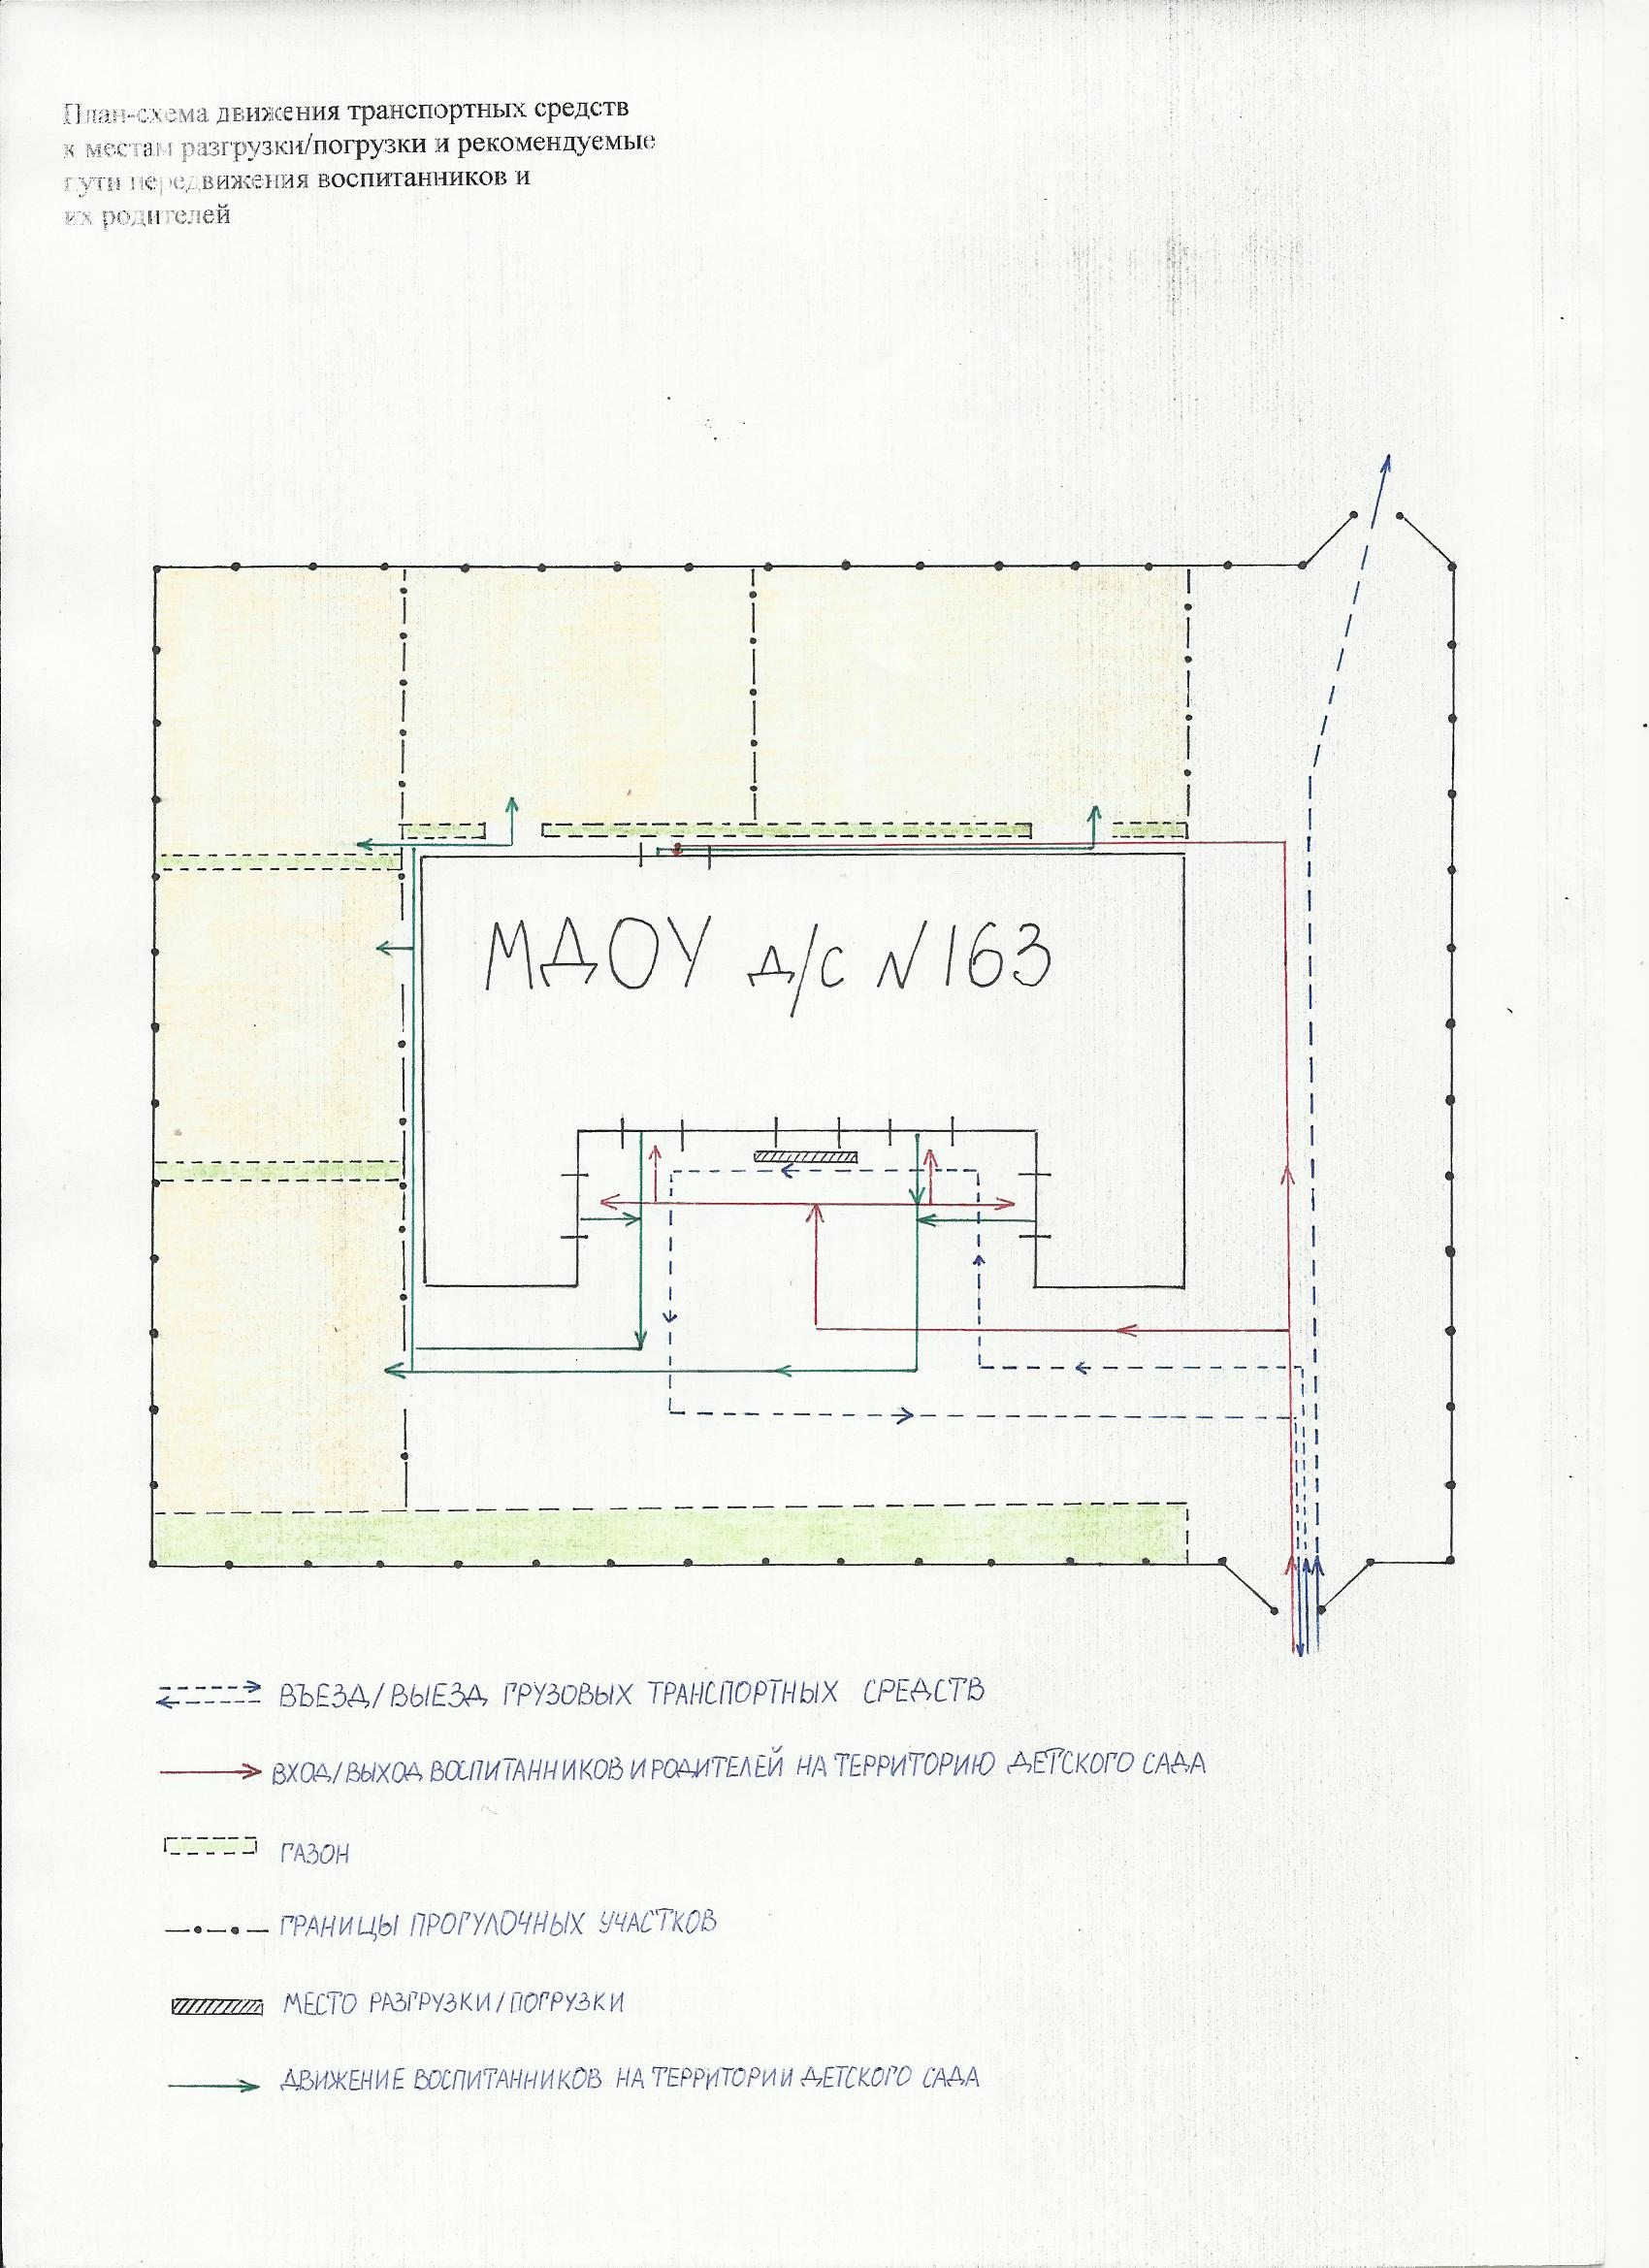 План-схема движения транспортных средств
к местам разгрузки/погрузки и рекомендуемые
пути передвижения воспитанников и
их родителей
МДОУ д/с №163
ВЪЕЗД/ВЫЕЗД ГРУЗОВЫХ ТРАНСПОРТНЫХ СРЕДСТВ
ВХОД/ВЫХОД ВОСПИТАННИКОВ И РОДИТЕЛЕЙ НА ТЕРРИТОРИЮ ДЕТСКОГО САДА
ГАЗОН
ГРАНИЦЫ ПРОГУЛОЧНЫХ УЧАСТКОВ
МЕСТО РАЗГРУЗКИ/ПОГРУЗКИ
ДВИЖЕНИЕ ВОСПИТАННИКОВ НА ТЕРРИТОРИИ ДЕТСКОГО САДА